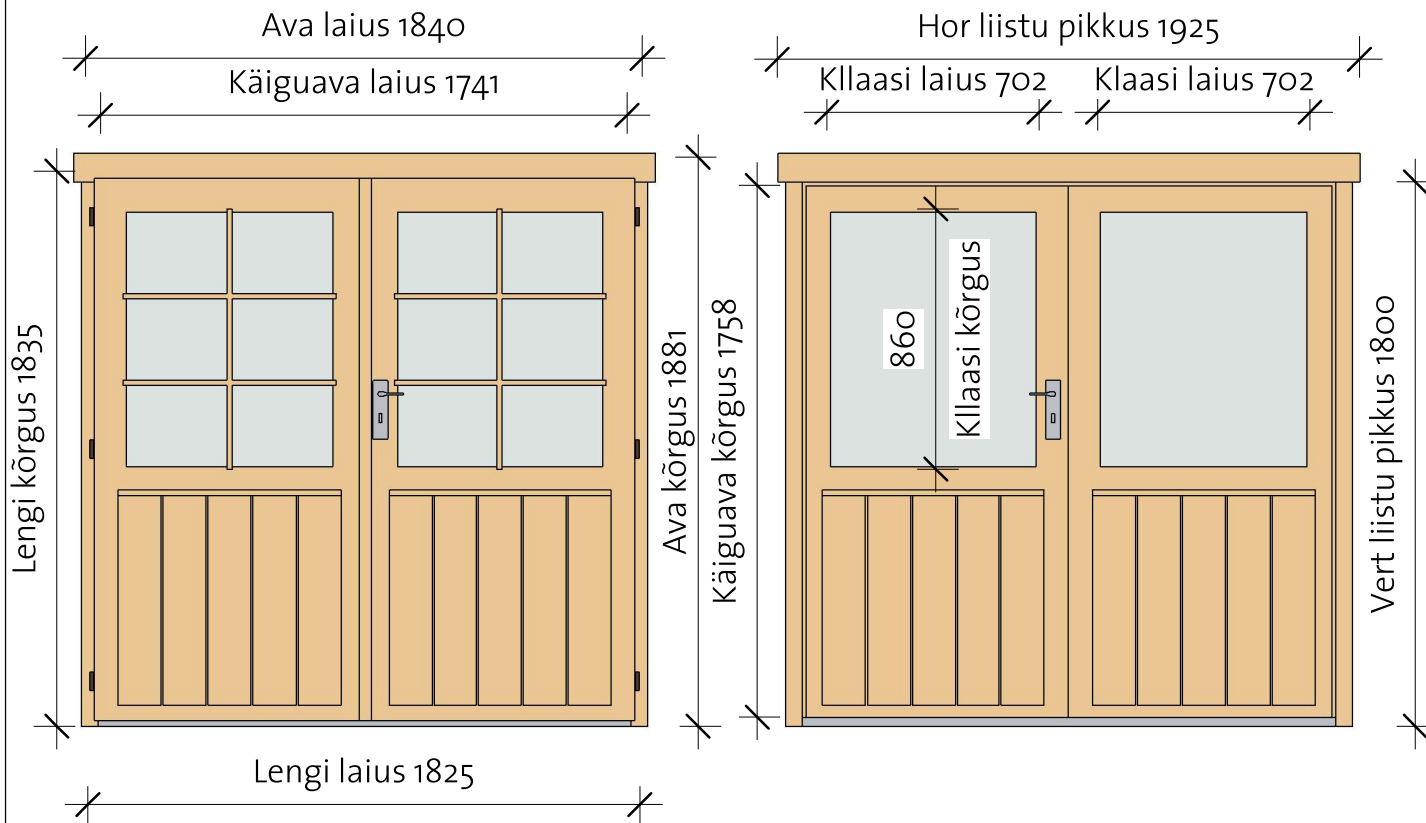 Ava laius 1840
Käiguava laius 1741
Lengi kõrgus 1835
Ava kõrgus 1881
Lengi laius 1825
Hor liistu pikkus 1925
Kllaasi laius 702
Klaasi laius 702
Käiguava kõrgus 1758
860
Kllaasi kõrgus
Vert liistu pikkus 1800